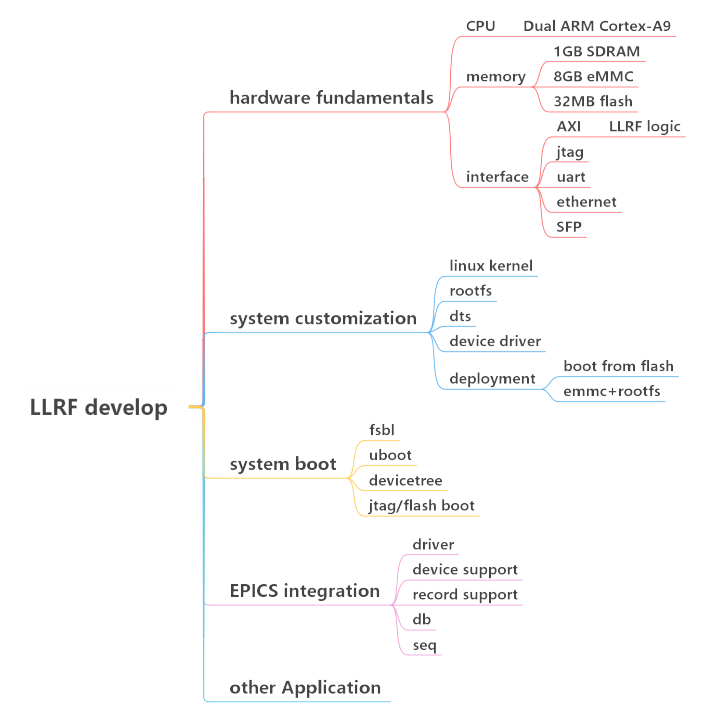 LLRF develop
hardware fundamentals
CPU
Dual ARM Cortex-A9
memory
1GB SDRAM
8GB eMMC
32MB flash
interface
AXI
LLRF logic
jtag
uart
ethernet
SFP
system customization
linux kernel
rootfs
dts
device driver
deployment
boot from flash
emmc+rootfs
system boot
fsbl
uboot
devicetree
jtag/flash boot
EPICS integration
driver
device support
record support
db
seq
other Application